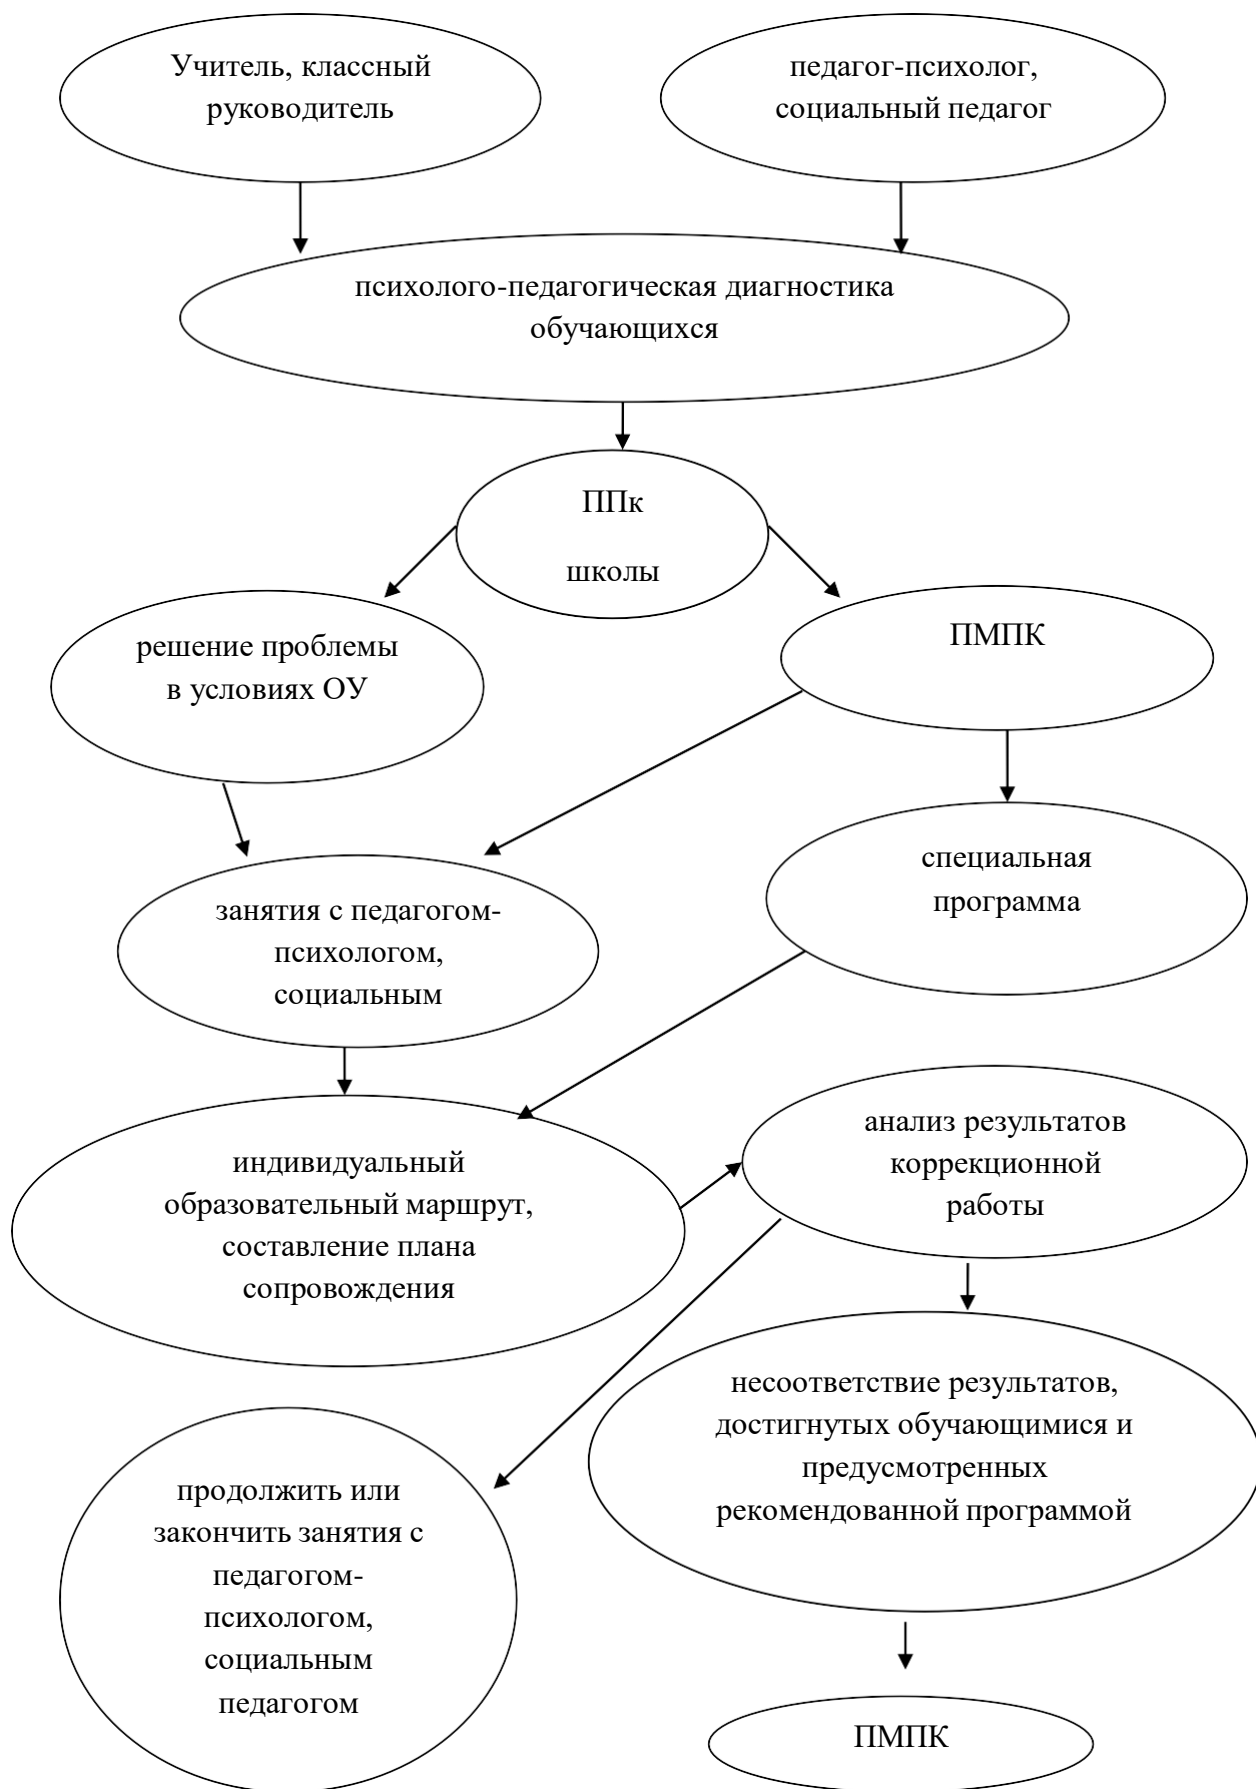 Учитель, классный
руководитель
педагог-психолог,
социальный педагог
психолого-педагогическая диагностика
обучающихся
ППк
школы
решение проблемы
в условиях ОУ
ПМПК
специальная
программа
занятия с педагогом-
психологом,
социальным
индивидуальный
образовательный маршрут,
составление плана
сопровождения
анализ результатов
коррекционной
работы
несоответствие результатов,
достигнутых обучающимися и
предусмотренных
рекомендованной программой
продолжить или
закончить занятия с
педагогом-
психологом,
социальным
педагогом
ПМПК